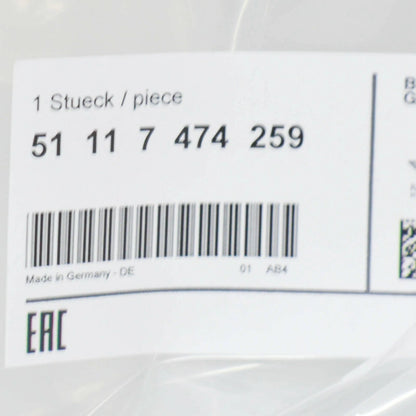 1 Stueck / piece
51 11 7 474 259
Made in Germany - DE 01 AB4
EAC
B
G